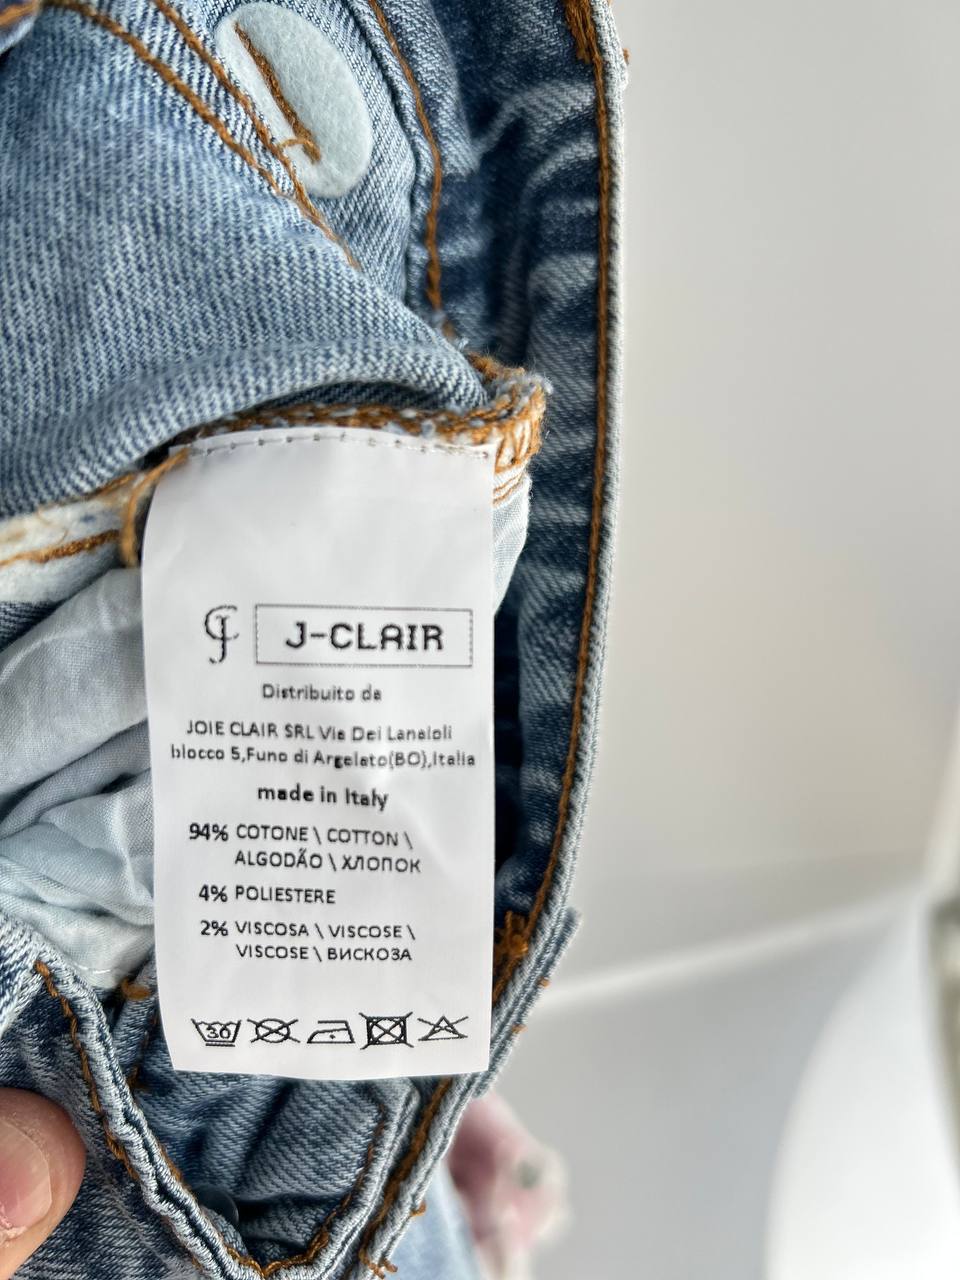 J-CLAIR
Distribuito da
JOIE CLAIR SRL Via Dei Lanaioli
blocco 5,Funo di Argelato(BO),Italia
made in Italy
94% COTONE \ COTTON \
ALGODÃO \ ХЛОПОК
4% POLIESTERE
2% VISCOSA \ VISCOSE \
VISCOSE \ ВИСКОЗА
30